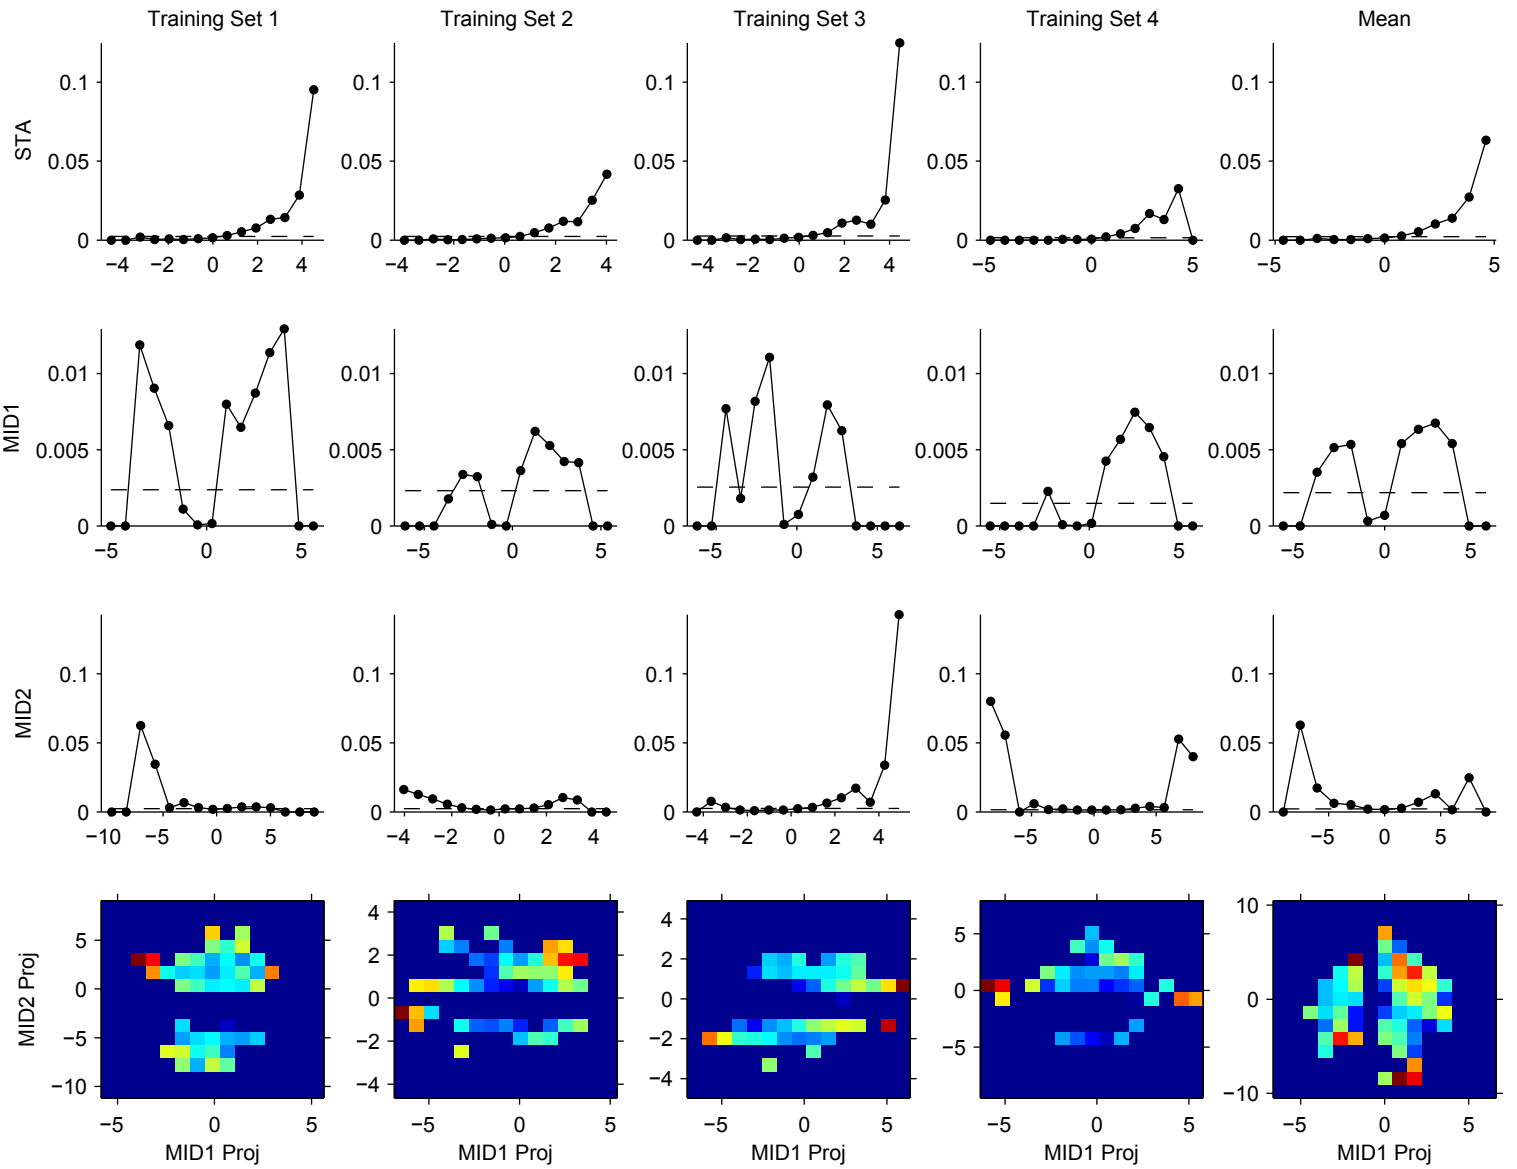 Training Set 1 Training Set 2 Training Set 3 Training Set 4 Mean
STA
0.1 0.1 0.1 0.1 0.1
0.05 0.05 0.05 0.05 0.05
0 0 0 0 0
−4 −2 0 2 4 −4 −2 0 2 4 −4 −2 0 2 4 −5 0 5 −5 0 5
MID1
0.01 0.01 0.01 0.01 0.01
0.005 0.005 0.005 0.005 0.005
0 0 0 0 0
−5 0 5 −5 0 5 −5 0 5 −5 0 5 −5 0 5
MID2
0.1 0.1 0.1 0.1 0.1
0.05 0.05 0.05 0.05 0.05
0 0 0 0 0
−10 −5 0 5 −4 −2 0 2 4 −4 −2 0 2 4 −5 0 5 −5 0 5
MID2 Proj
5 0 −5 −10
4 2 0 −2 −4
4 2 0 −2 −4
5 0 −5
10 0 −10
−5 0 5 −5 0 5 −5 0 5 −5 0 5 −5 0 5
MID1 Proj MID1 Proj MID1 Proj MID1 Proj MID1 Proj